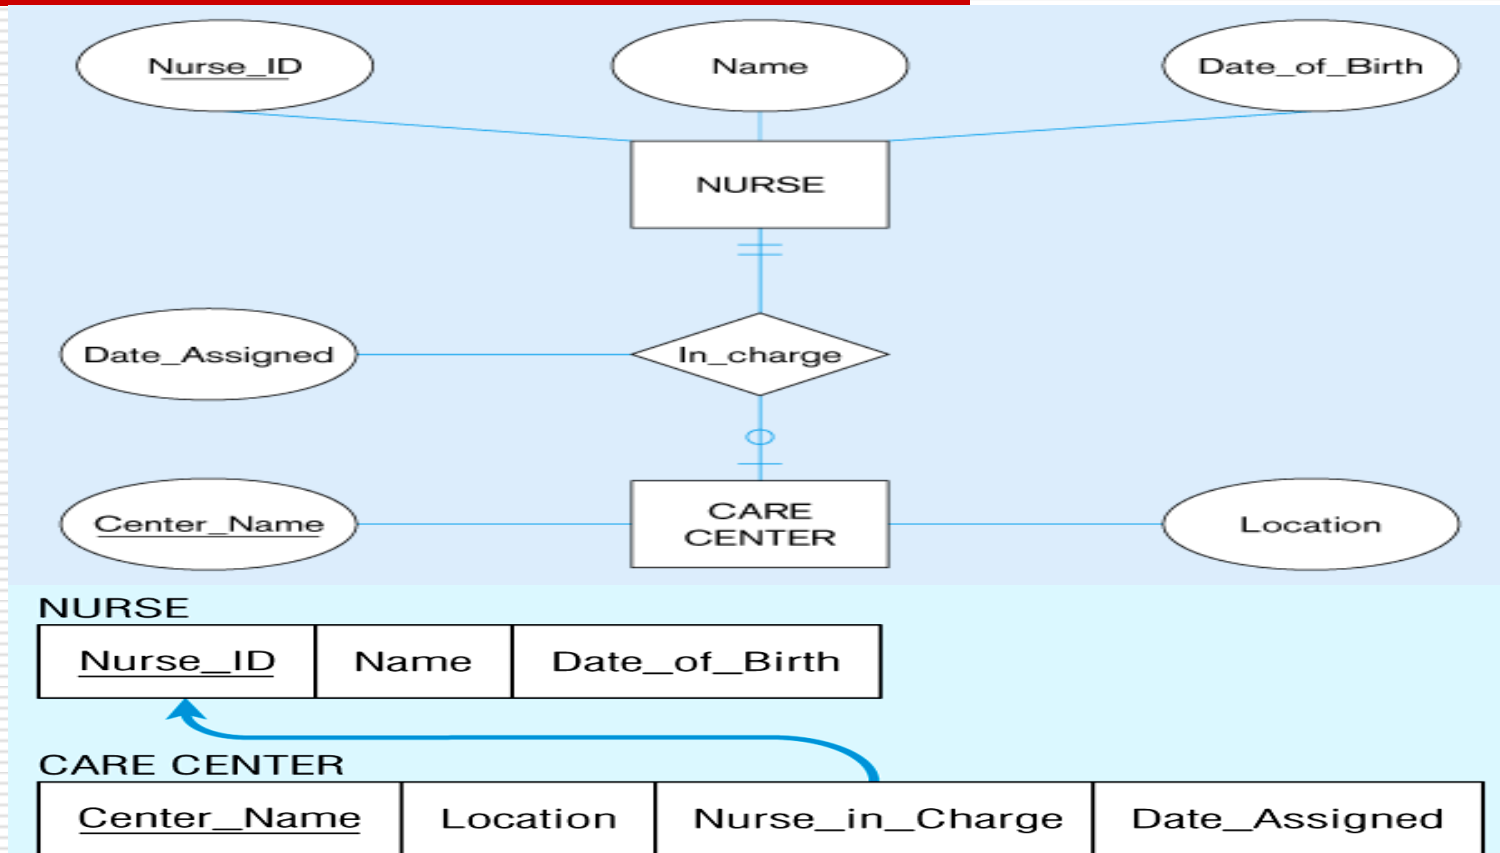 Nurse_ID
Name
Date_of_Birth
NURSE
Date_Assigned
In_charge
Center_Name
CARE
CENTER
Location
NURSE
Nurse_ID
Name
Date_of_Birth
CARE CENTER
Center_Name
Location
Nurse_in_Charge
Date_Assigned